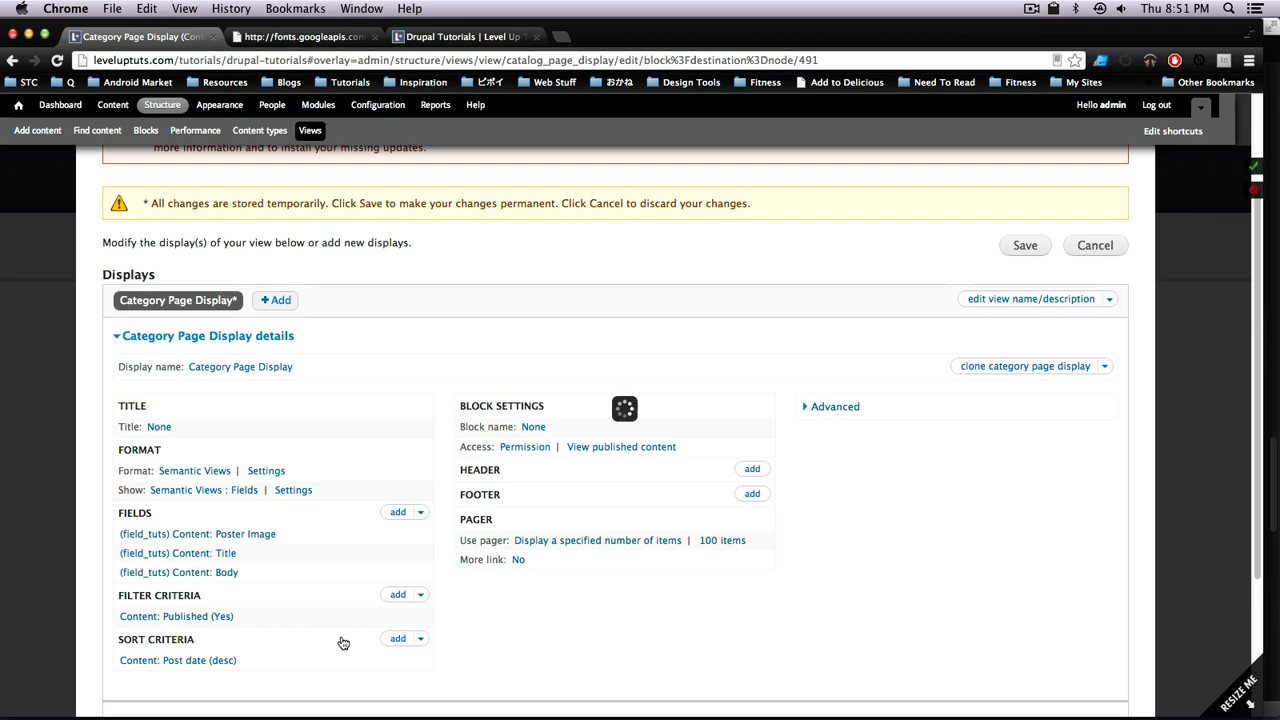 Chrome File Edit View History Bookmarks Window Help Thu 8:51 PM
Category Page Display (Cont http://fonts.googleapis.com Drupal Tutorials | Level Up T
leveluptuts.com/tutorials/drupal-tutorials#overlay=admin/structure/views/view/catalog_page_display/edit/block%3Fdestination%3Dnode/491
STC Q Android Market Resources Blogs Tutorials Inspiration ビポイ Web Stuff おかね Design Tools Fitness Add to Delicious Need To Read Fitness My Sites Other Bookmarks
Dashboard Content Structure Appearance People Modules Configuration Reports Help Hello admin Log out
Add content Find content Blocks Performance Content types Views Edit shortcuts
more information and to install your missing updates.
* All changes are stored temporarily. Click Save to make your changes permanent. Click Cancel to discard your changes.
Modify the display(s) of your view below or add new displays. Save Cancel
Displays
Category Page Display* + Add edit view name/description
Category Page Display details
Display name: Category Page Display clone category page display
TITLE
Title: None
FORMAT
Format: Semantic Views | Settings
Show: Semantic Views : Fields | Settings
FIELDS add
(field_tuts) Content: Poster Image
(field_tuts) Content: Title
(field_tuts) Content: Body
FILTER CRITERIA add
Content: Published (Yes)
SORT CRITERIA add
Content: Post date (desc)
BLOCK SETTINGS
Block name: None
Access: Permission | View published content
HEADER add
FOOTER add
PAGER
Use pager: Display a specified number of items | 100 items
More link: No
Advanced
RESIZE ME